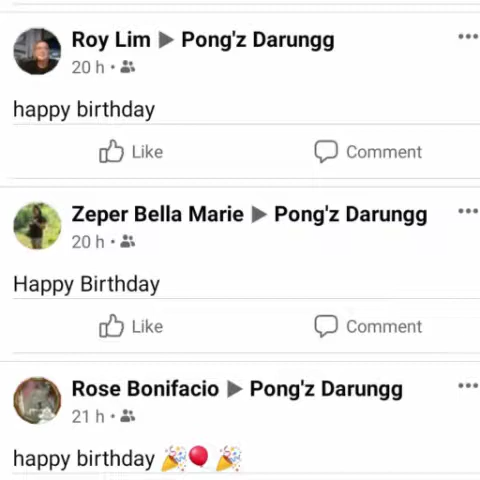 Roy Lim ▶ Pong'z Darungg
20 h •
happy birthday
Like Comment
Zeper Bella Marie ▶ Pong'z Darungg
20 h •
Happy Birthday
Like Comment
Rose Bonifacio ▶ Pong'z Darungg
21 h •
happy birthday 🎉🎈🎉